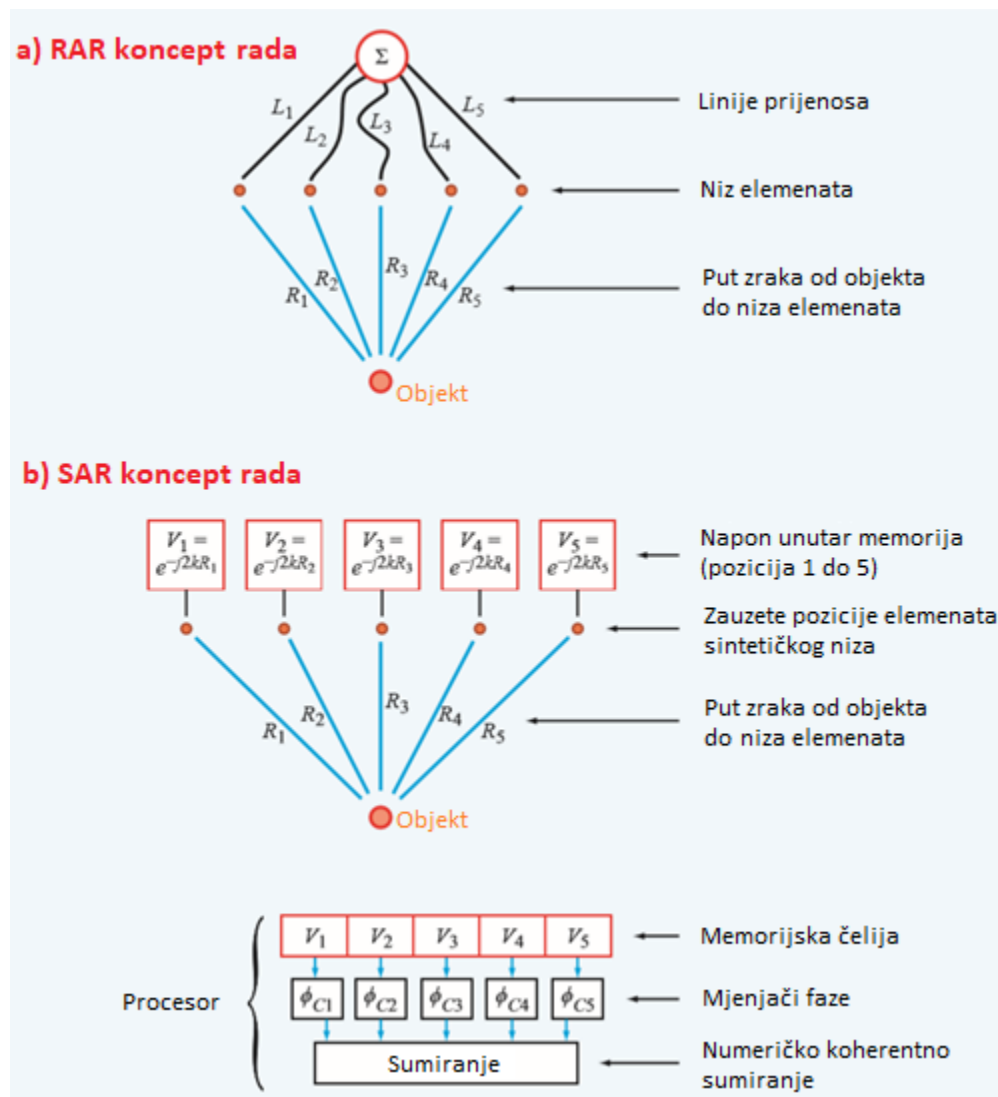 a) RAR koncept rada
Σ
L₁
L₂
L₃
L₄
L₅
Linije prijenosa
Niz elemenata
R₁
R₂
R₃
R₄
R₅
Put zraka od objekta
do niza elemenata
Objekt
b) SAR koncept rada
V₁ =
e^-j2kR₁
V₂ =
e^-j2kR₂
V₃ =
e^-j2kR₃
V₄ =
e^-j2kR₄
V₅ =
e^-j2kR₅
Napon unutar memorija
(pozicija 1 do 5)
Zauzete pozicije elemenata
sintetičkog niza
R₁
R₂
R₃
R₄
R₅
Put zraka od objekta
do niza elemenata
Objekt
Procesor
V₁ V₂ V₃ V₄ V₅
Memorijska čelija
ϕC1 ϕC2 ϕC3 ϕC4 ϕC5
Mjenjači faze
Sumiranje
Numeričko koherentno
sumiranje